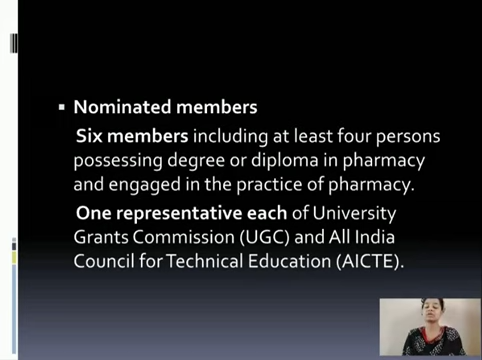 Nominated members
Six members including at least four persons
possessing degree or diploma in pharmacy
and engaged in the practice of pharmacy.
One representative each of University
Grants Commission (UGC) and All India
Council for Technical Education (AICTE).